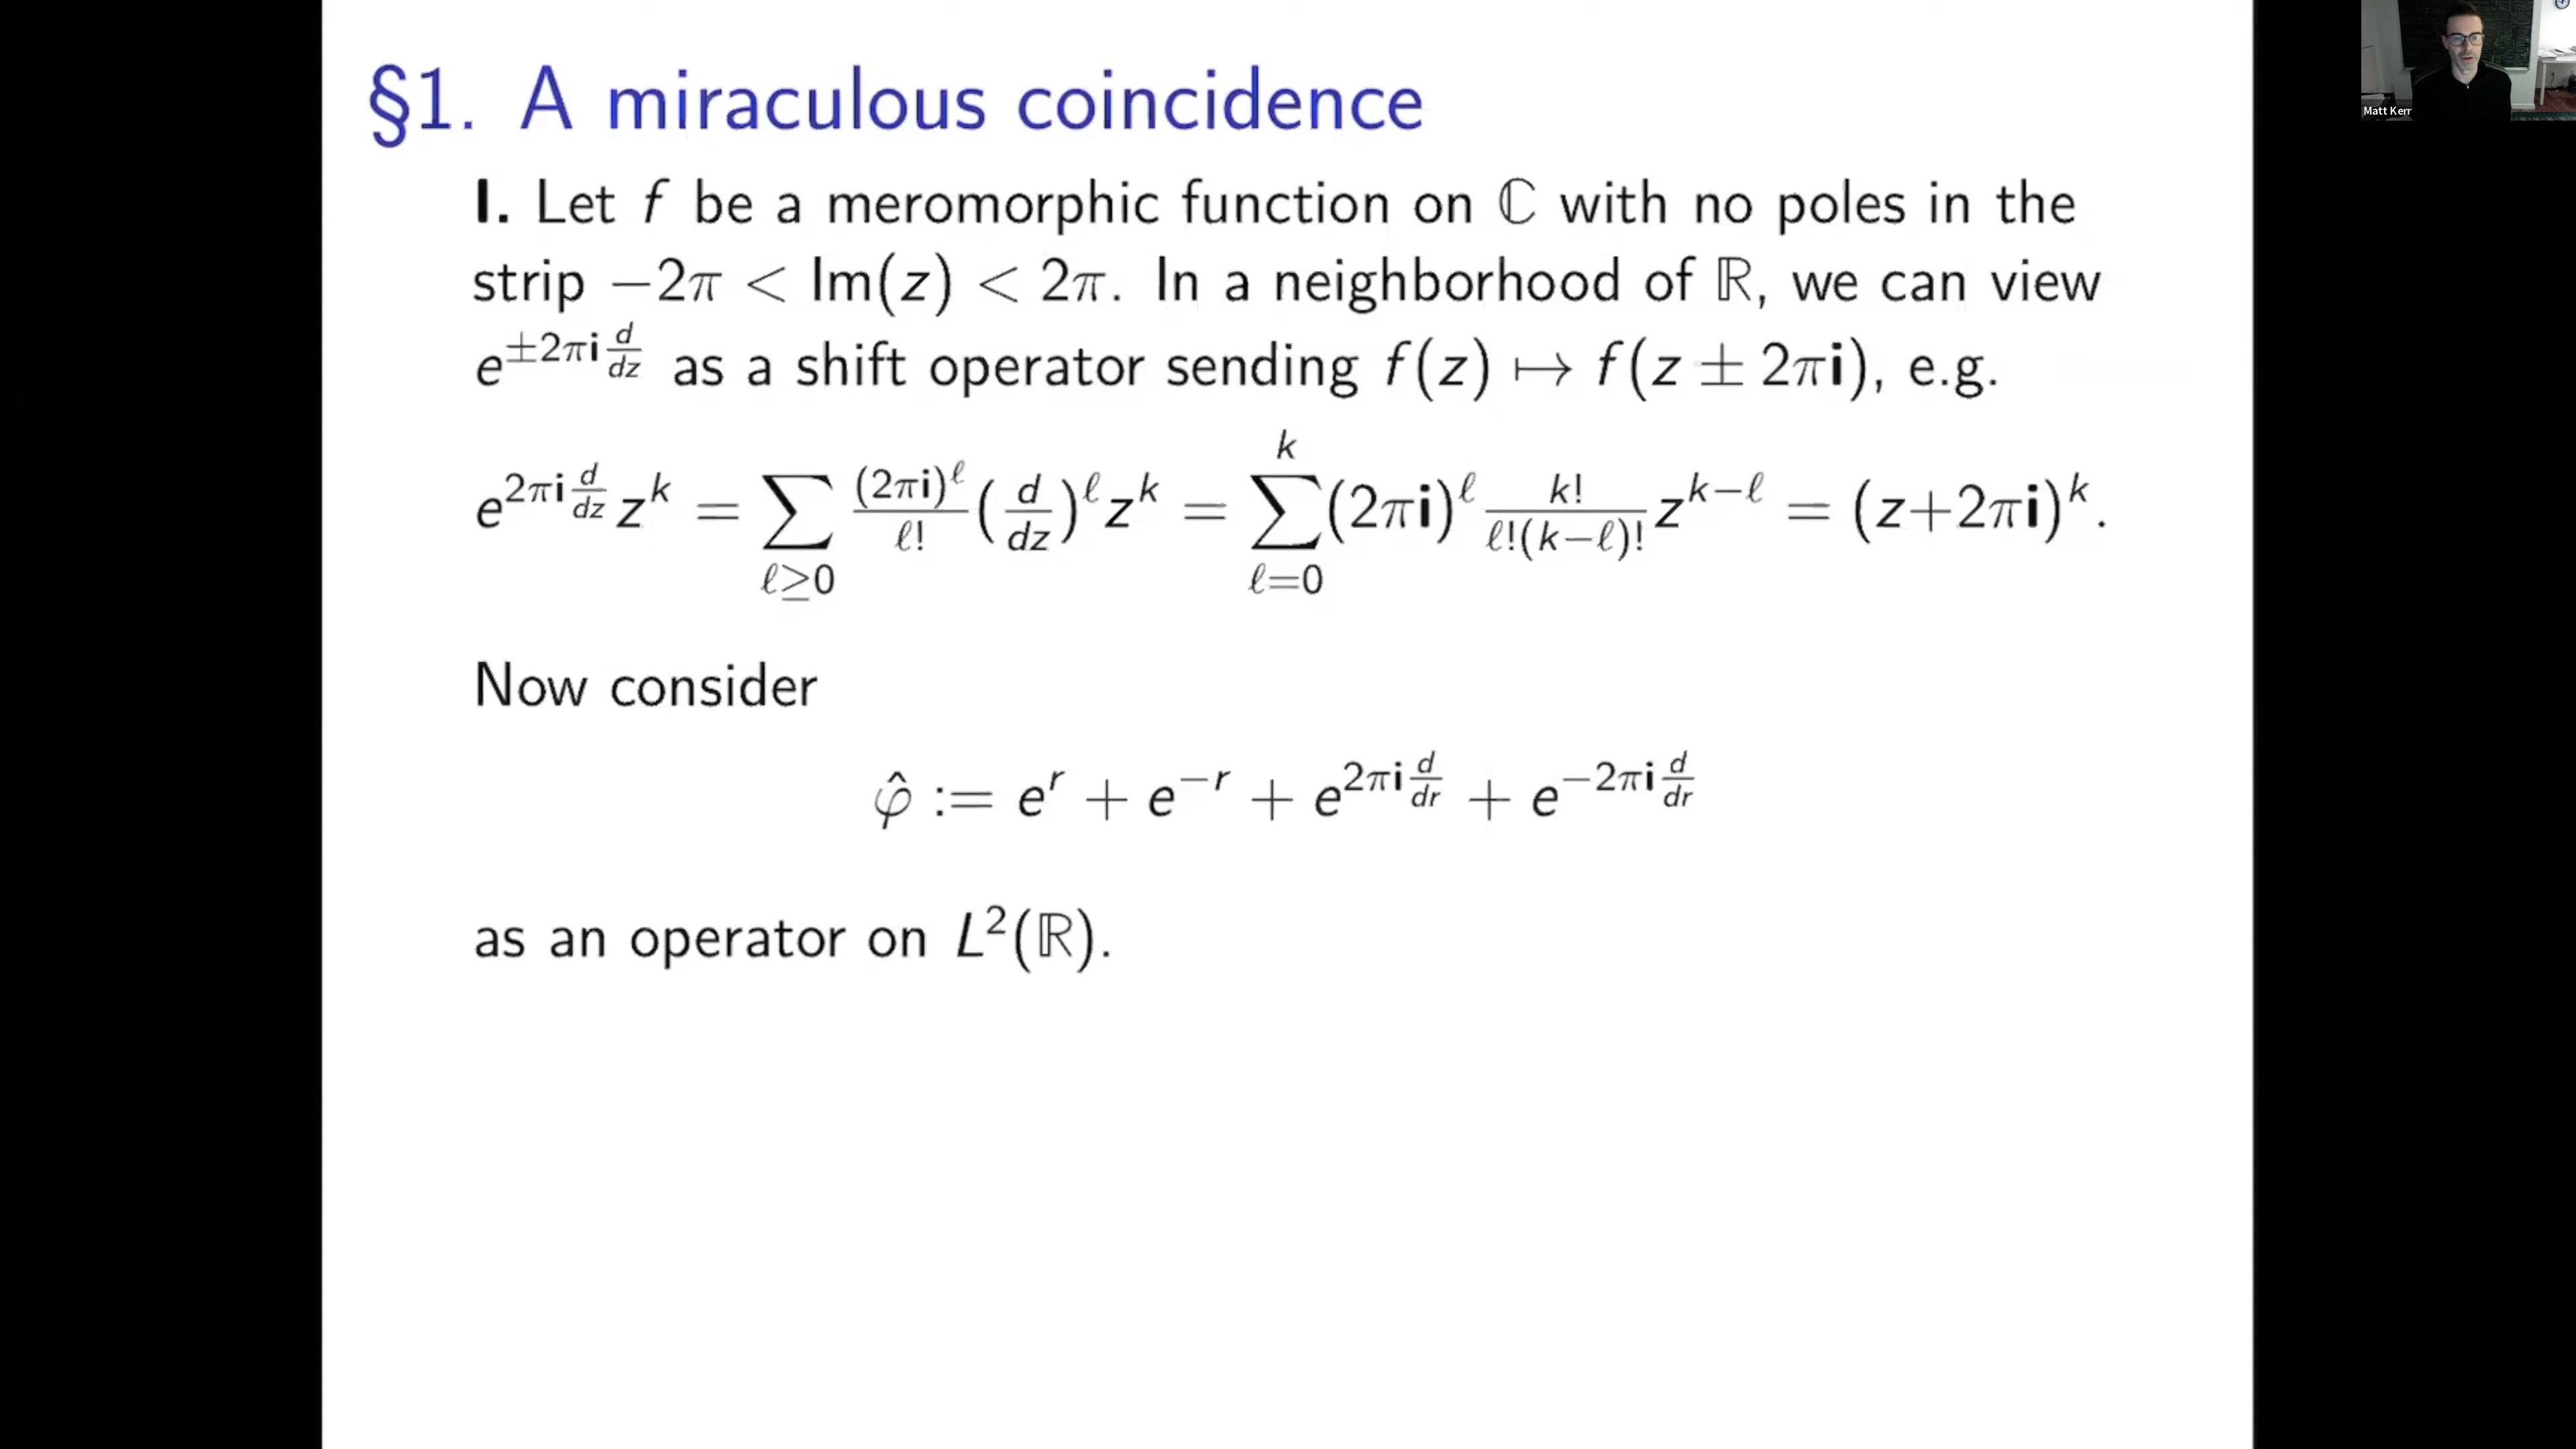 §1. A miraculous coincidence
I. Let f be a meromorphic function on ℂ with no poles in the
strip −2π < Im(z) < 2π. In a neighborhood of ℝ, we can view
e^{±2πi d/dz} as a shift operator sending f(z) ↦ f(z ± 2πi), e.g.
e^{2πi d/dz} z^k = ∑_{ℓ≥0} (2πi)^ℓ/ℓ! (d/dz)^ℓ z^k = ∑_{ℓ=0}^{k} (2πi)^ℓ k!/(ℓ!(k−ℓ)!) z^{k−ℓ} = (z+2πi)^k.
Now consider
φ̂ := e^r + e^{−r} + e^{2πi d/dr} + e^{−2πi d/dr}
as an operator on L²(ℝ).
Matt Kerr